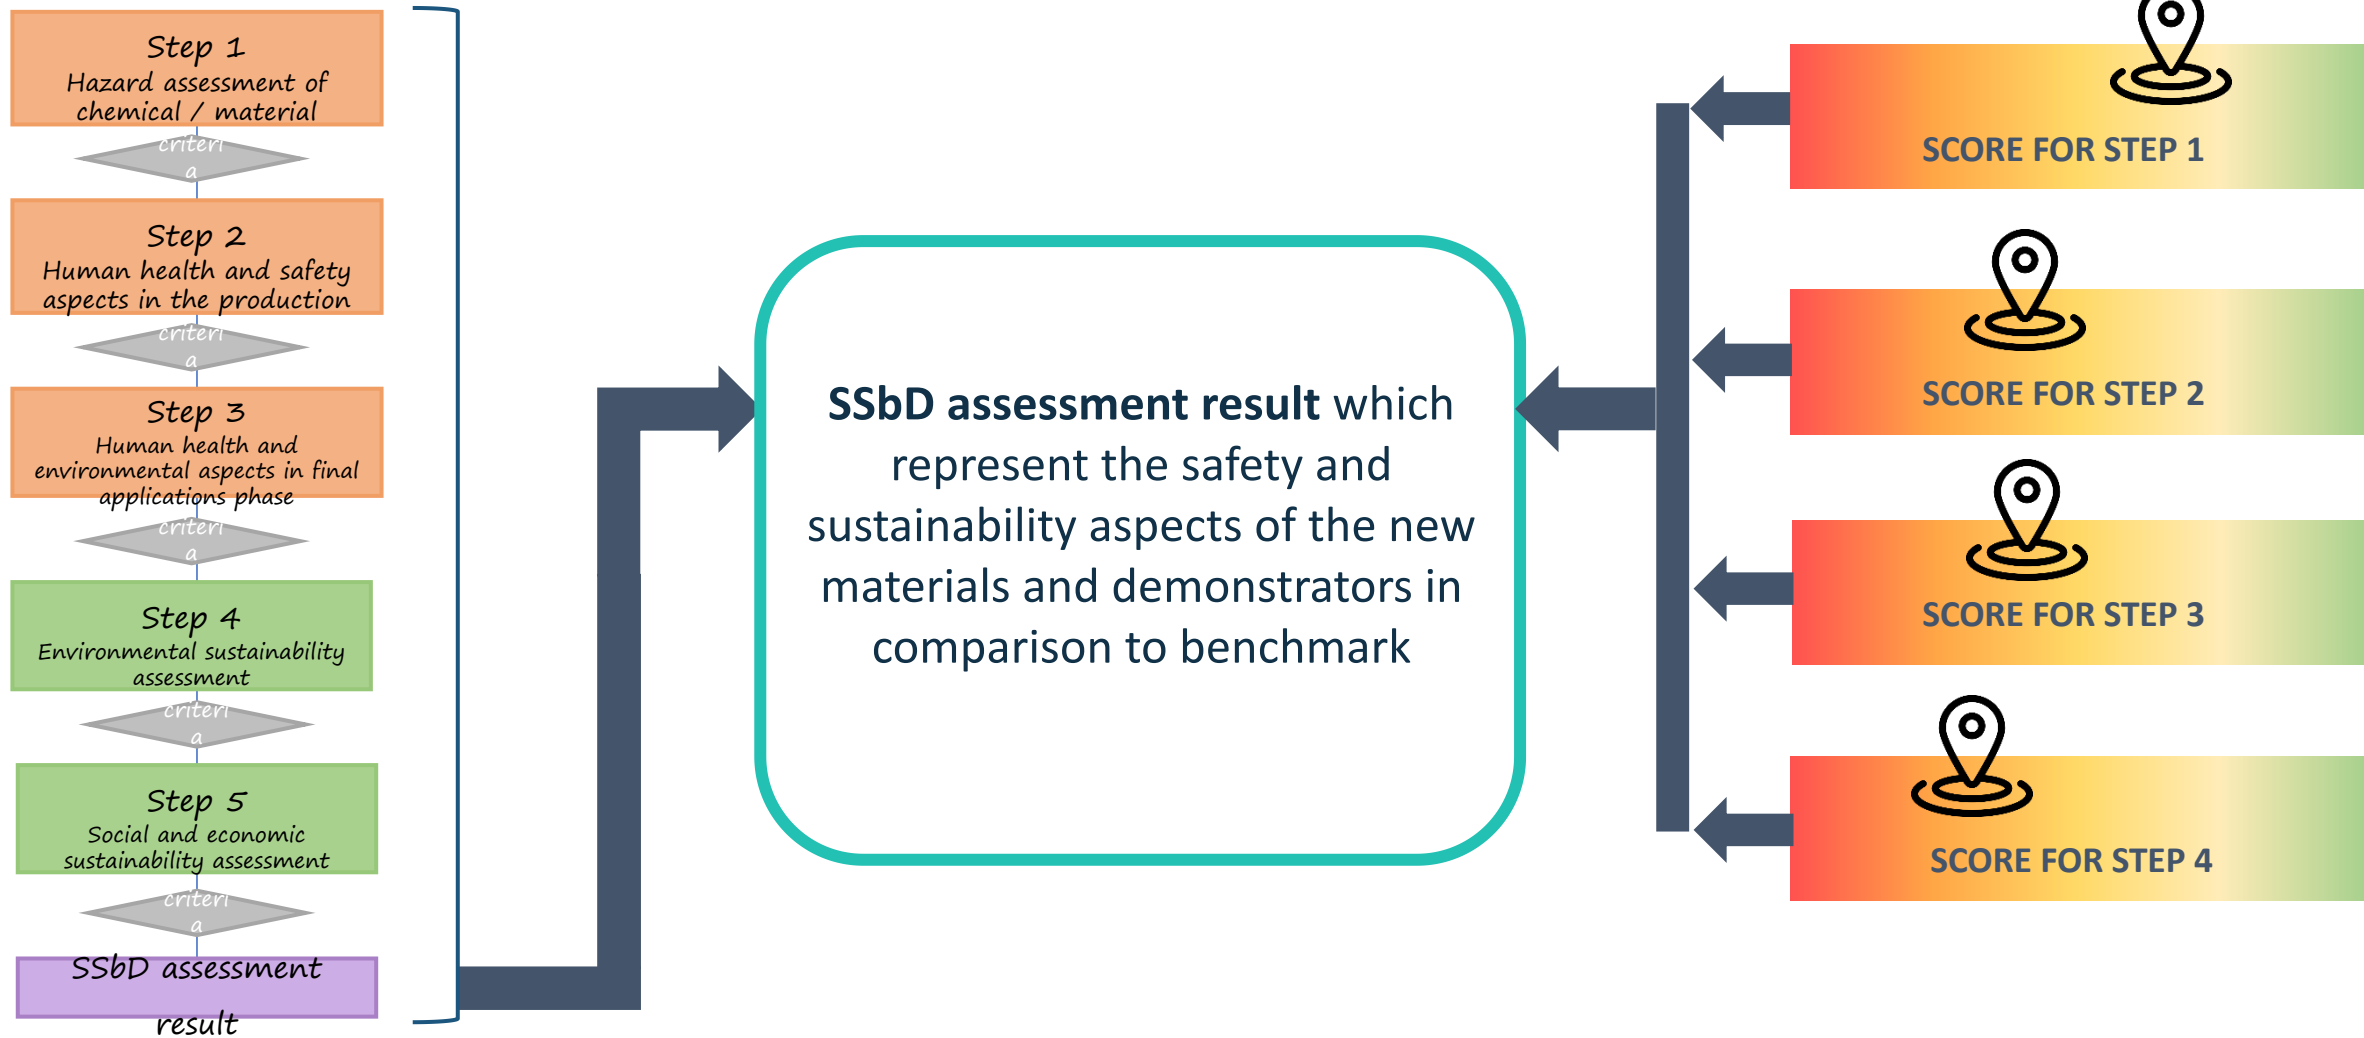 Step 1
Hazard assessment of
chemical / material
criteri
a
Step 2
Human health and safety
aspects in the production
criteri
a
Step 3
Human health and
environmental aspects in final
applications phase
criteri
a
Step 4
Environmental sustainability
assessment
criteri
a
Step 5
Social and economic
sustainability assessment
criteri
a
SSbD assessment
result
SSbD assessment result which
represent the safety and
sustainability aspects of the new
materials and demonstrators in
comparison to benchmark
SCORE FOR STEP 1
SCORE FOR STEP 2
SCORE FOR STEP 3
SCORE FOR STEP 4